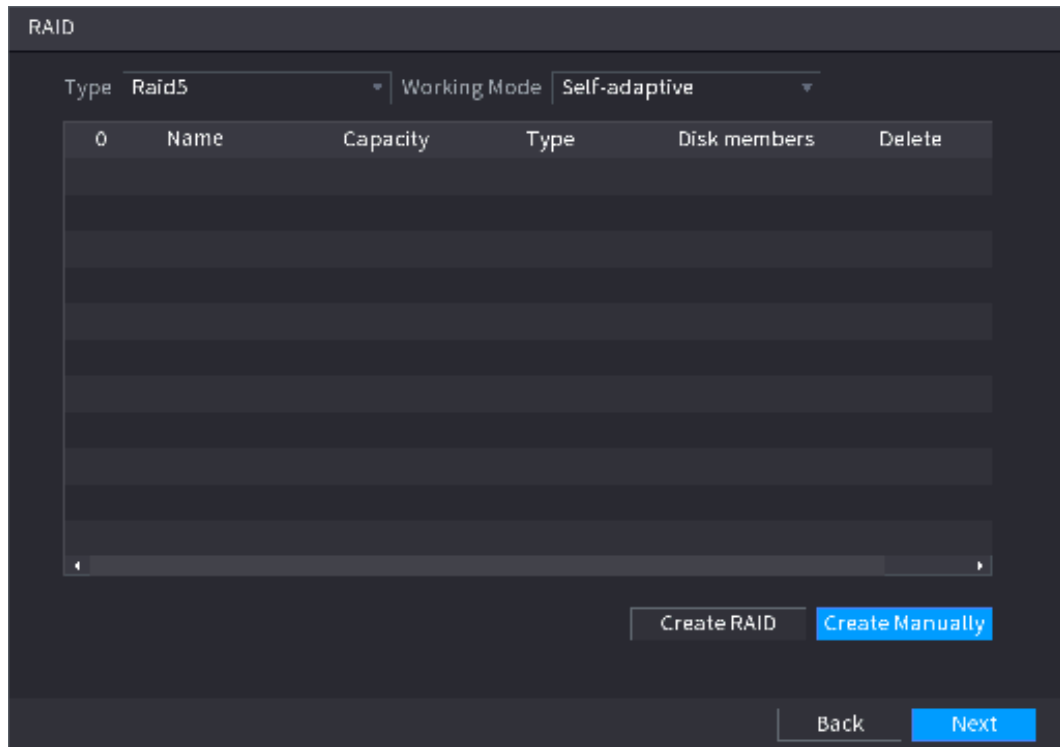 RAID
Type Raid5 Working Mode Self-adaptive
0 Name Capacity Type Disk members Delete
Create RAID Create Manually
Back Next